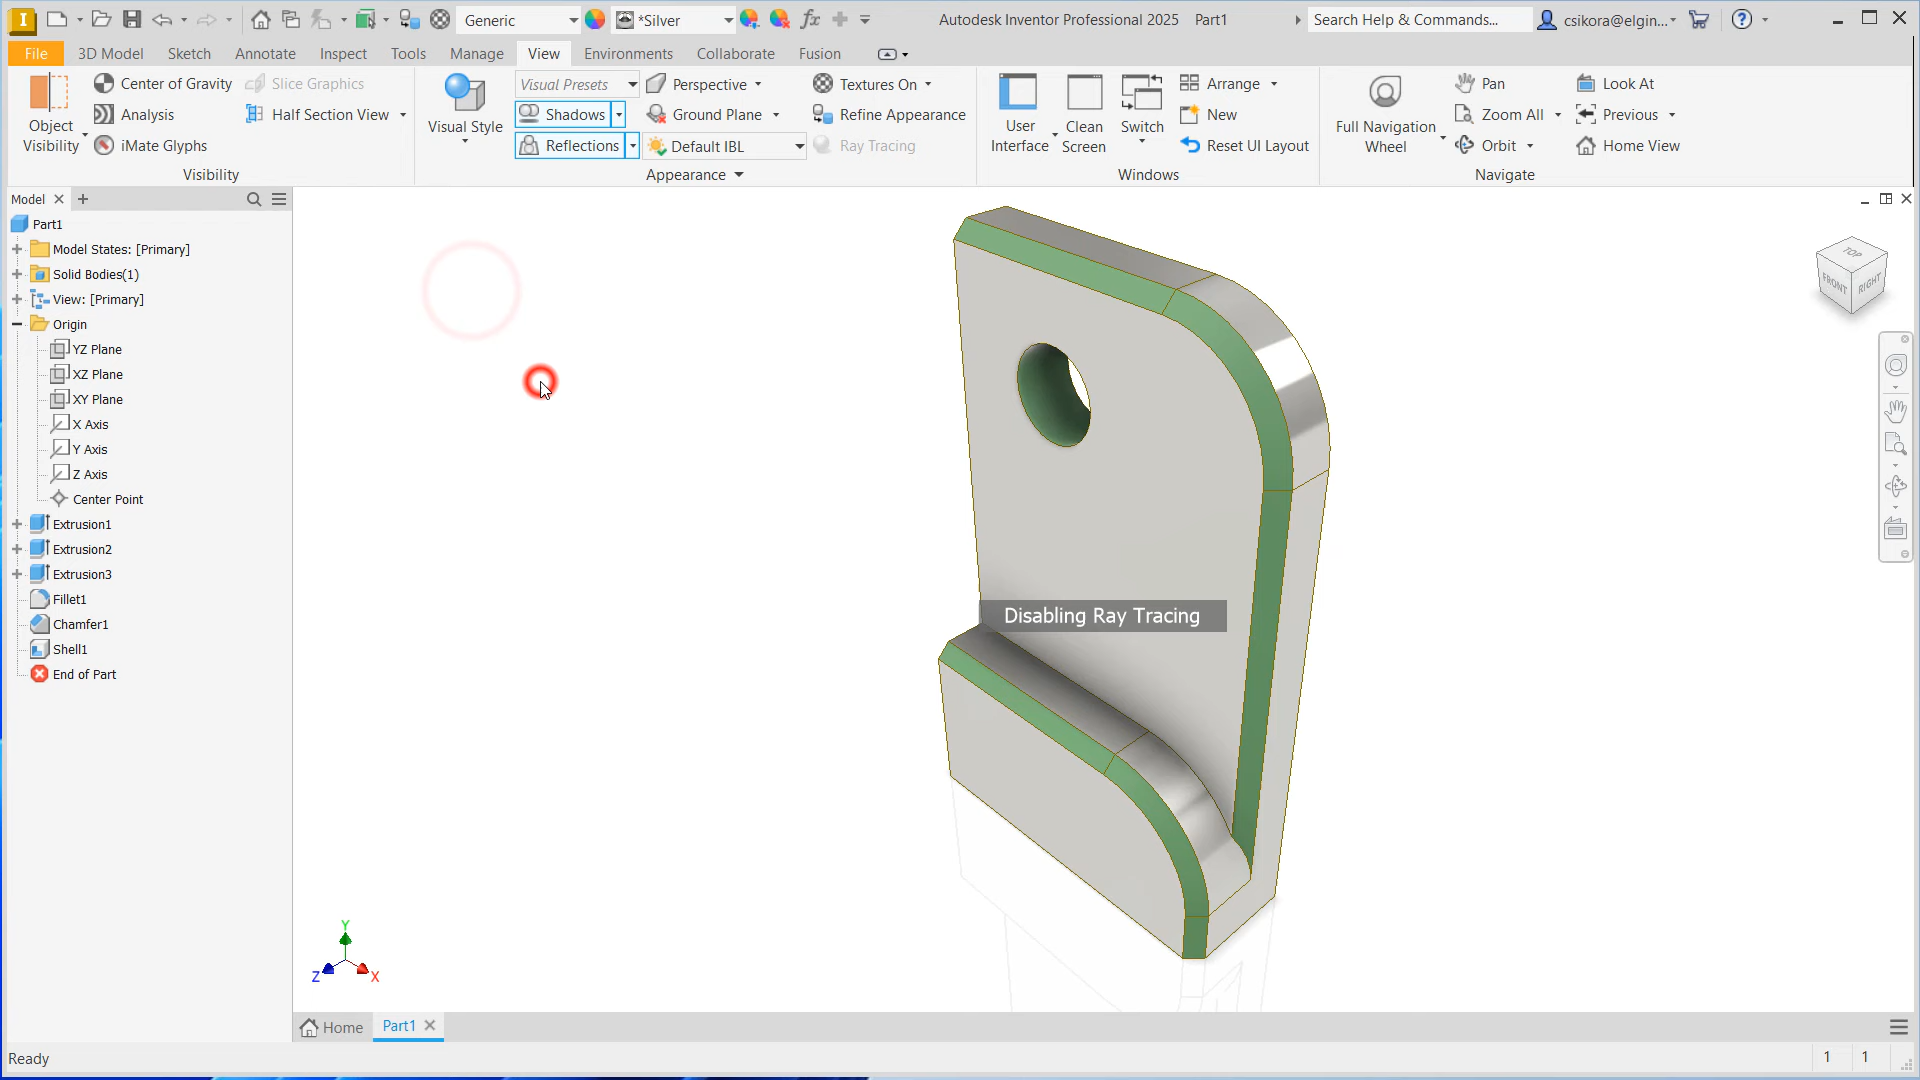 Generic
*Silver
fx
Autodesk Inventor Professional 2025 Part1
Search Help & Commands...
csikora@elgin...
File 3D Model Sketch Annotate Inspect Tools Manage View Environments Collaborate Fusion
Object
Visibility
Center of Gravity
Analysis
iMate Glyphs
Slice Graphics
Half Section View
Visibility
Visual Style
Visual Presets
Shadows
Reflections
Perspective
Ground Plane
Default IBL
Textures On
Refine Appearance
Ray Tracing
Appearance
User
Interface
Clean
Screen
Switch
Arrange
New
Reset UI Layout
Windows
Full Navigation
Wheel
Pan
Zoom All
Orbit
Look At
Previous
Home View
Navigate
Model
Part1
Model States: [Primary]
Solid Bodies(1)
View: [Primary]
Origin
YZ Plane
XZ Plane
XY Plane
X Axis
Y Axis
Z Axis
Center Point
Extrusion1
Extrusion2
Extrusion3
Fillet1
Chamfer1
Shell1
End of Part
TOP
FRONT
RIGHT
Disabling Ray Tracing
Y
Z
X
Home
Part1
Ready
1 1